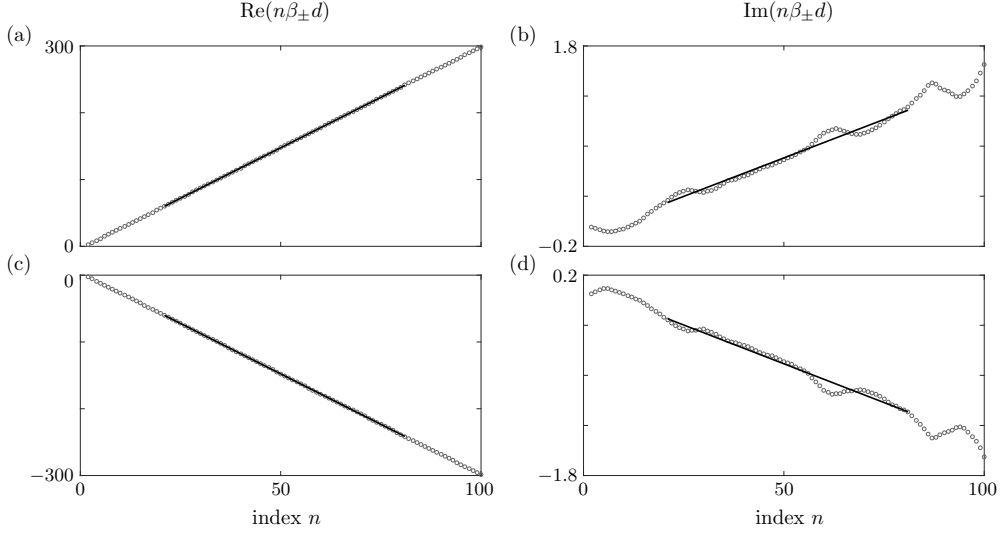 Re(nβ±d) Im(nβ±d)
(a) (b)
300 1.8
150 
0 −0.2
(c) (d)
0 0.2
−300 −1.8
0 50 100 0 50 100
index n index n